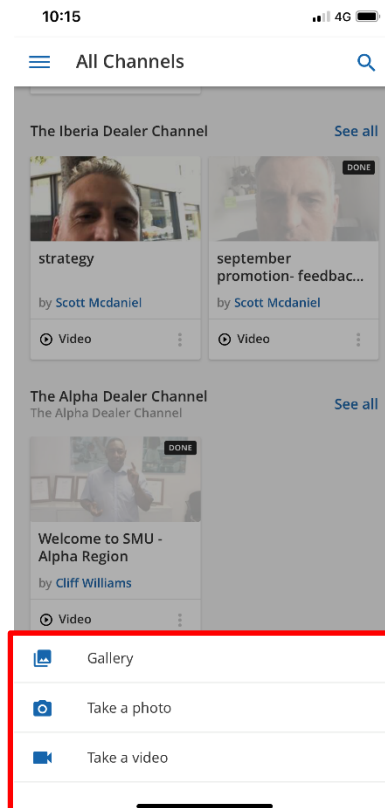 10:15
4G
All Channels
The Iberia Dealer Channel
See all
DONE
strategy
september
promotion- feedbac...
by Scott Mcdaniel
by Scott Mcdaniel
Video
Video
The Alpha Dealer Channel
The Alpha Dealer Channel
See all
DONE
Welcome to SMU -
Alpha Region
by Cliff Williams
Video
Gallery
Take a photo
Take a video